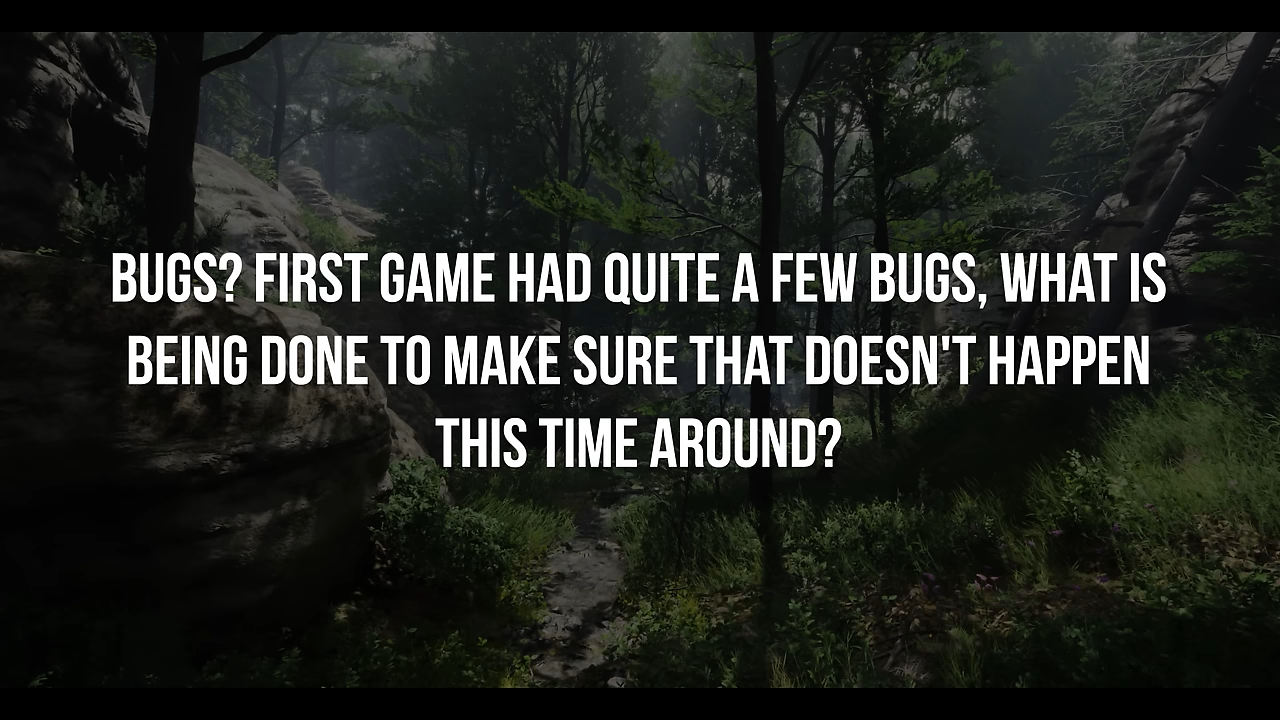 BUGS? FIRST GAME HAD QUITE A FEW BUGS, WHAT IS
BEING DONE TO MAKE SURE THAT DOESN'T HAPPEN
THIS TIME AROUND?